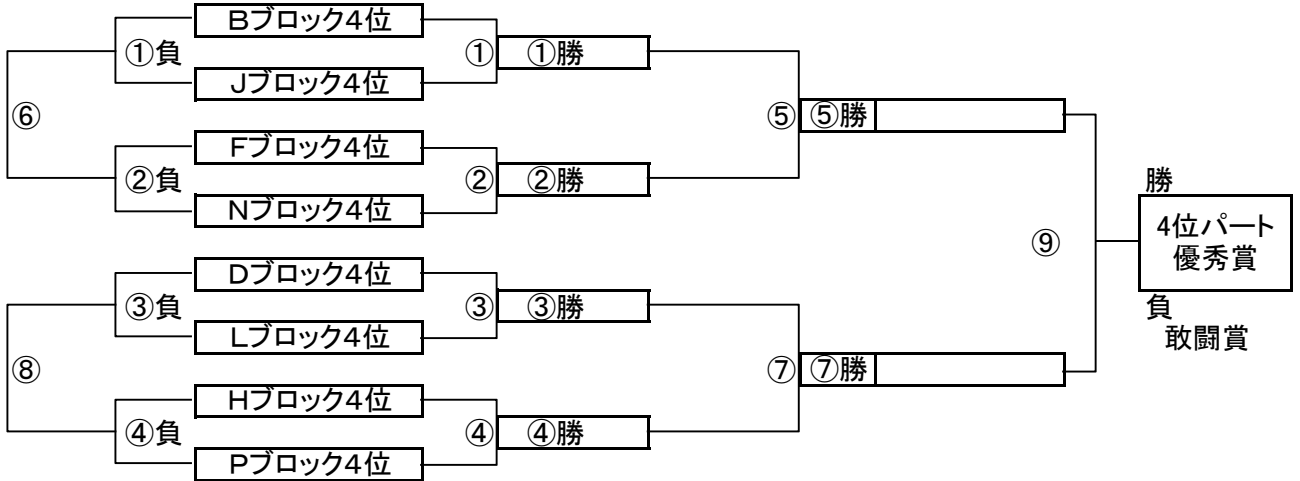 Ｂブロック４位
①負 ① ①勝
Ｊブロック４位
⑥ ⑤ ⑤勝
Ｆブロック４位
②負 ② ②勝
Ｎブロック４位
勝
4位パート
優秀賞
⑨
負
敢闘賞
Ｄブロック４位
③負 ③ ③勝
Ｌブロック４位
⑧ ⑦ ⑦勝
Ｈブロック４位
④負 ④ ④勝
Ｐブロック４位